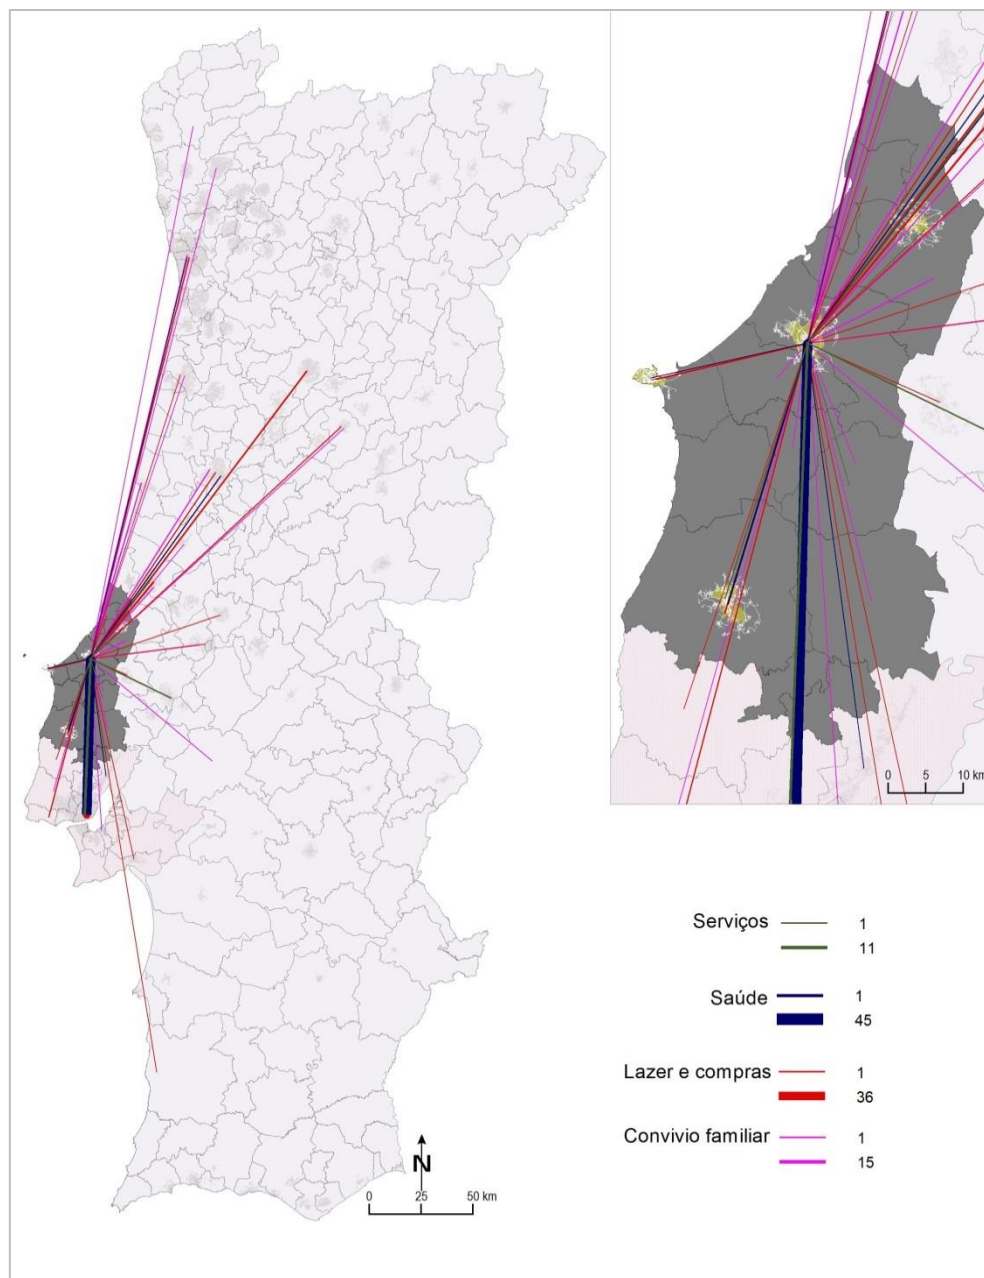 0 5 10 km
Serviços 1
11
Saúde 1
45
Lazer e compras 1
36
Convivio familiar 1
15
N
0 25 50 km